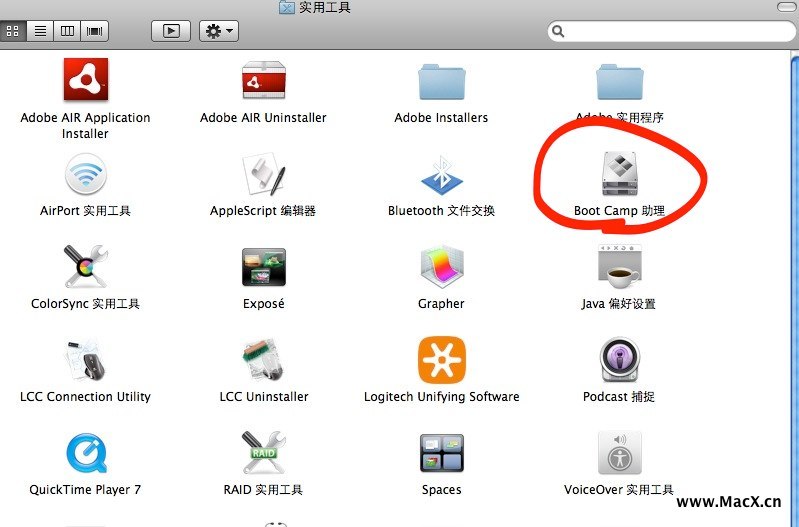 实用工具
Adobe AIR Application
Installer
Adobe AIR Uninstaller
Adobe Installers
Adobe 实用程序
AirPort 实用工具
AppleScript 编辑器
Bluetooth 文件交换
Boot Camp 助理
ColorSync 实用工具
Exposé
Grapher
Java 偏好设置
LCC Connection Utility
LCC Uninstaller
Logitech Unifying Software
Podcast 捕捉
QuickTime Player 7
RAID
RAID 实用工具
Spaces
VoiceOver 实用工具
www.MacX.cn